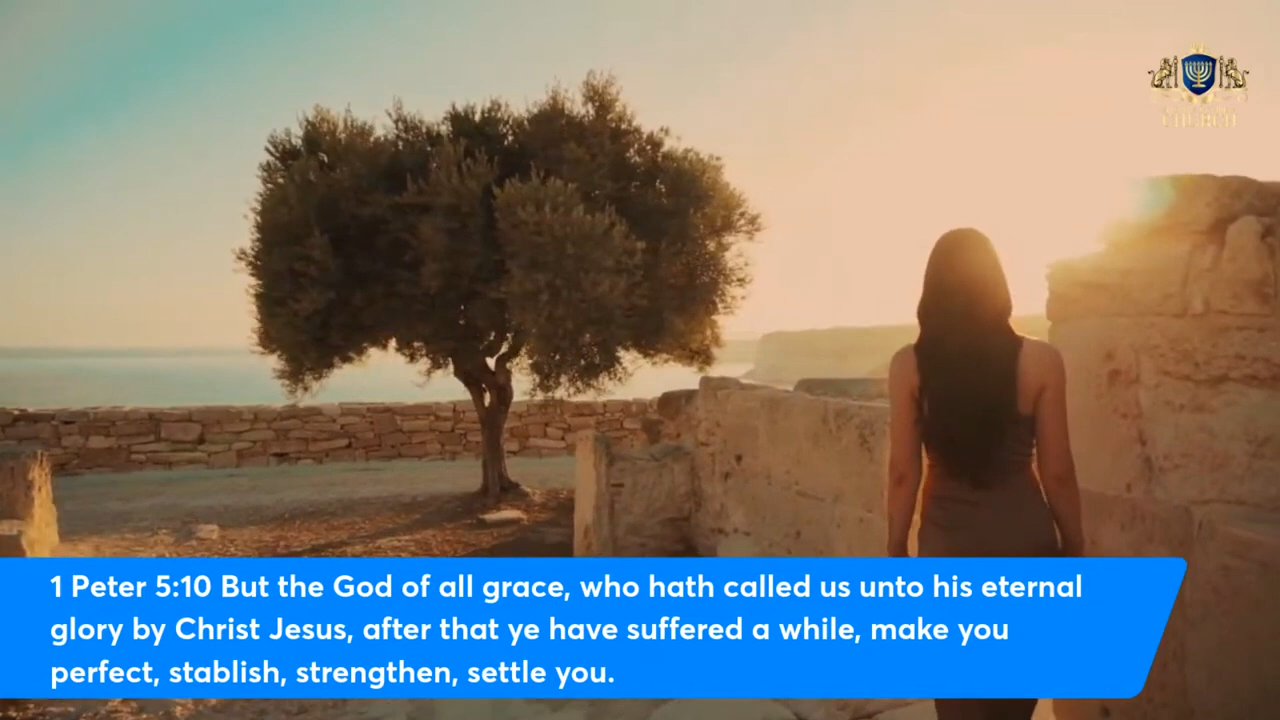 CHURCH
1 Peter 5:10 But the God of all grace, who hath called us unto his eternal
glory by Christ Jesus, after that ye have suffered a while, make you
perfect, stablish, strengthen, settle you.